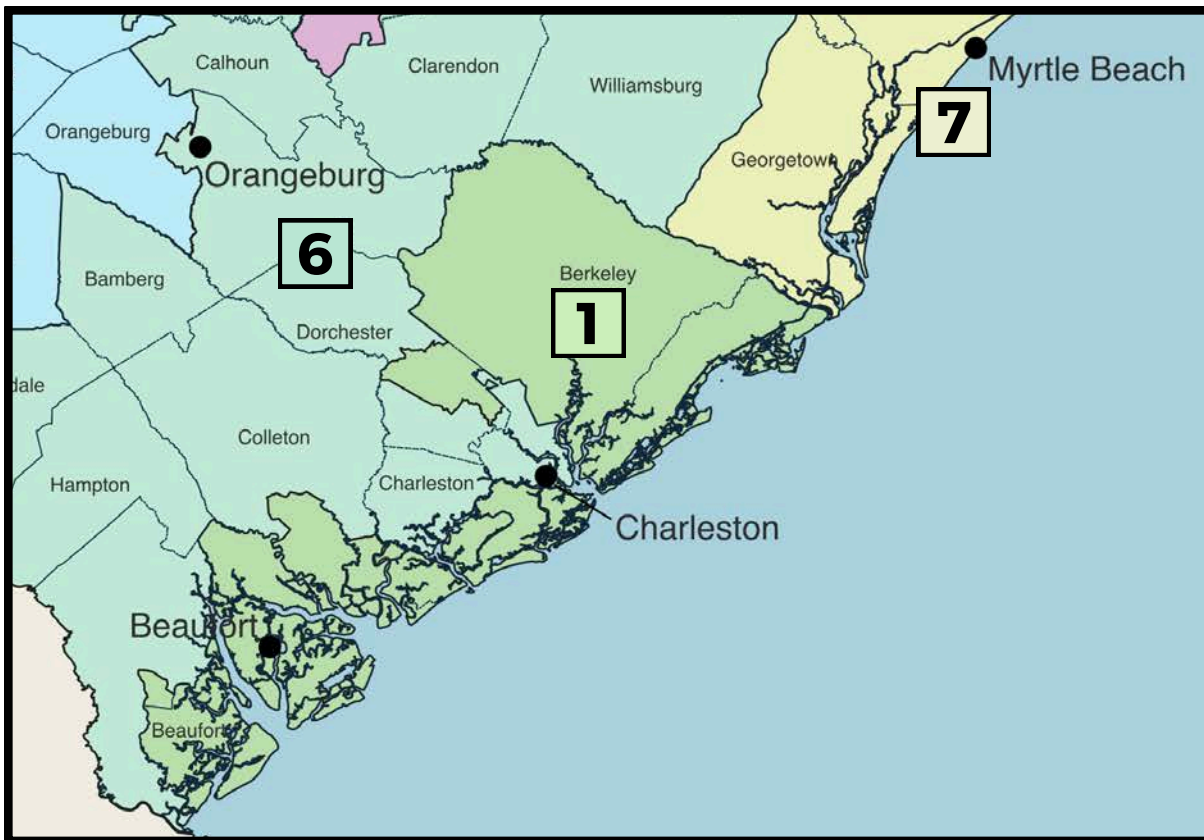 Calhoun
Clarendon
Williamsburg
Myrtle Beach
7
Orangeburg
Orangeburg
Georgetown
6
Bamberg
Berkeley
1
Dorchester
dale
Colleton
Hampton
Charleston
Charleston
Beaufort
Beaufort